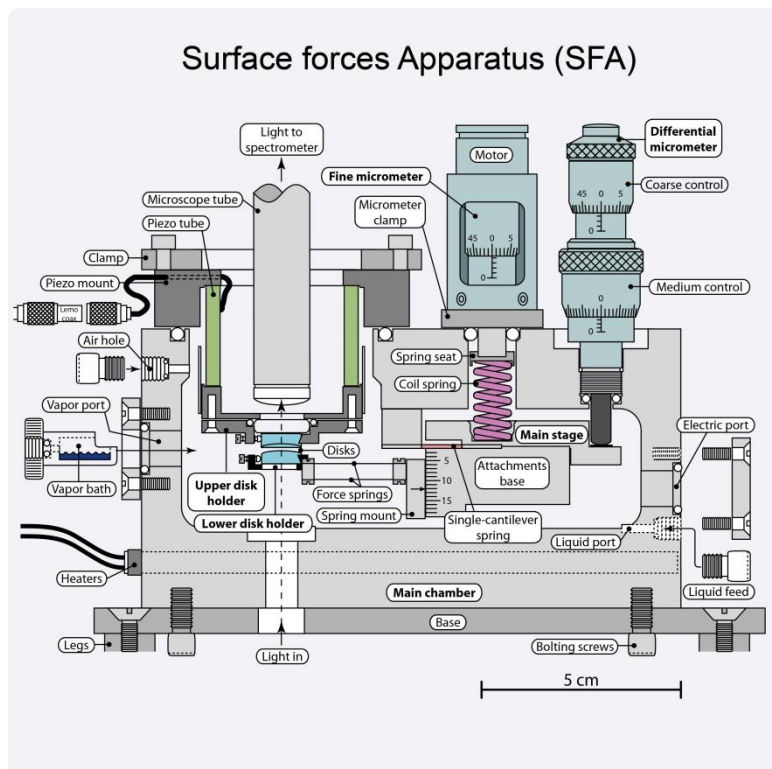 Surface forces Apparatus (SFA)
Light to
spectrometer
Motor
Differential
micrometer
Fine micrometer
Microscope tube
Micrometer
clamp
45 0 5
Coarse control
0
Piezo tube
45 0 5
0
Clamp
Piezo mount
0
Medium control
0
Lemo
coax
Air hole
Spring seat
Coil spring
Vapor port
Main stage
Electric port
Disks
5
10
15
Attachments
base
Vapor bath
Upper disk
holder
Force springs
Lower disk holder
Spring mount
Single-cantilever
spring
Liquid port
Heaters
Main chamber
Liquid feed
Base
Legs
Light in
Bolting screws
5 cm